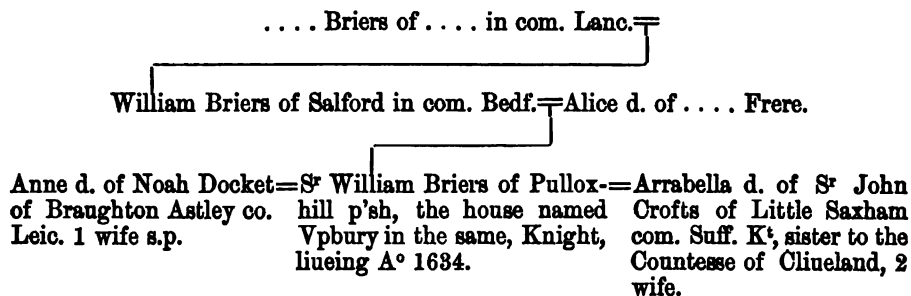 . . . . Briers of . . . . in com. Lanc.
William Briers of Salford in com. Bedf.=Alice d. of . . . . Frere.
Anne d. of Noah Docket=
of Braughton Astley co.
Leic. 1 wife s.p.
Sʳ William Briers of Pullox-=
hill p'sh, the house named
Vpbury in the same, Knight,
liueing Aᵒ 1634.
Arrabella d. of Sʳ John
Crofts of Little Saxham
com. Suff. Kᵗ, sister to the
Countesse of Cliueland, 2
wife.